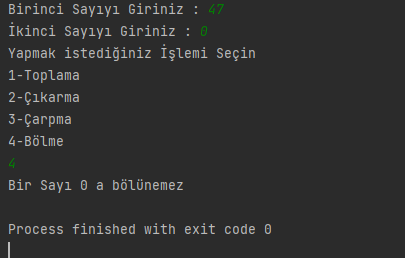 Birinci Sayıyı Giriniz : 47
İkinci Sayıyı Giriniz : 0
Yapmak istediğiniz İşlemi Seçin
1-Toplama
2-Çıkarma
3-Çarpma
4-Bölme
4
Bir Sayı 0 a bölünemez
Process finished with exit code 0